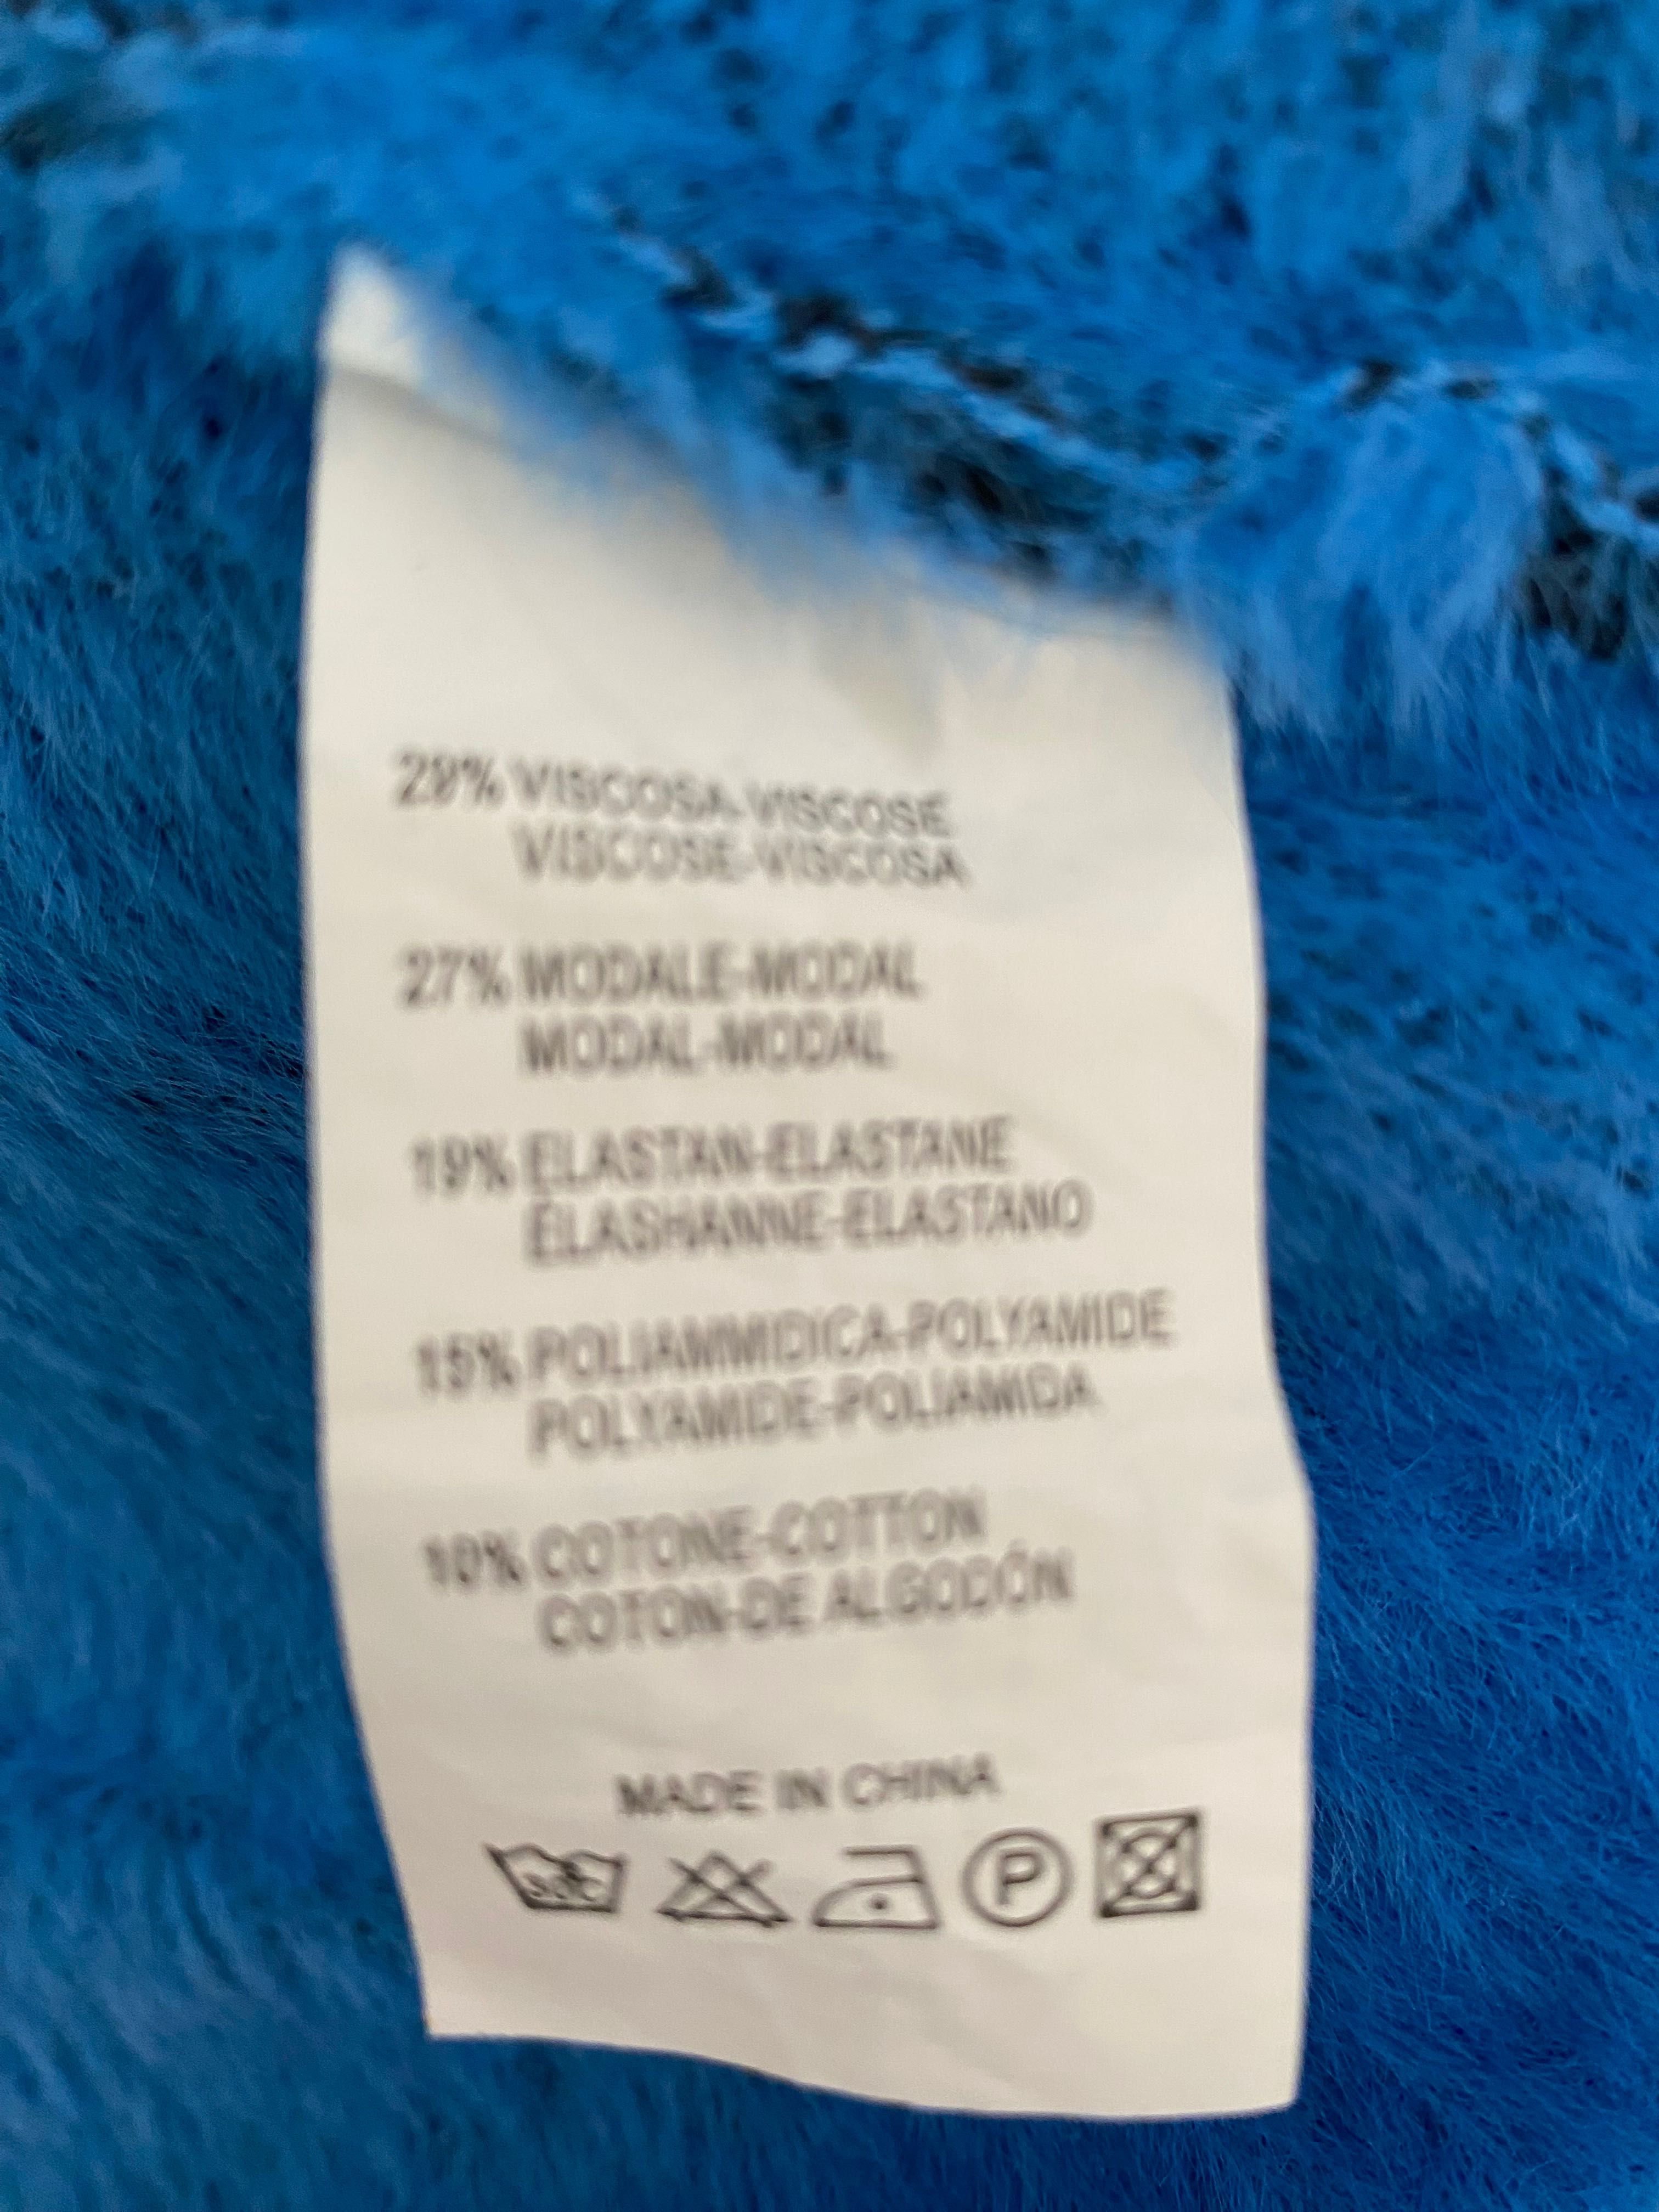 29% VISCOSA-VISCOSE
VISCOSE-VISCOSA
27% MODALE-MODAL
MODAL-MODAL
19% ELASTAN-ELASTANE
ÉLASHANNE-ELASTANO
15% POLIAMMIDICA-POLYAMIDE
POLYAMIDE-POLIAMIDA
10% COTONE-COTTON
COTON-DE ALGODÓN
MADE IN CHINA
P